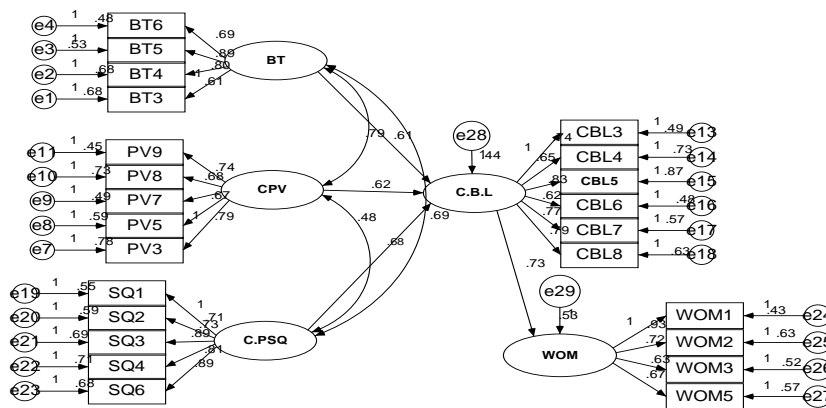 e4 1 .48 BT6 .69
e3 1 .53 BT5 .89 BT
e2 1 .68 BT4 .80 1
e1 1 .68 BT3 .61
.79 .61
e11 1 .45 PV9 .74
e10 1 .73 PV8 .68 CPV .62
e9 1 .49 PV7 .67
e8 1 .59 PV5 1
e7 1 .78 PV3 .79
.48 .69
.68
e19 1 .55 SQ1 1
e20 1 .59 SQ2 .71
e21 1 .69 SQ3 .73 .89 C.PSQ
e22 1 .71 SQ4 .81
e23 1 .68 SQ6 .89
e28
1 .44
C.B.L
1 .74 CBL3 1 .49 e13
.65 CBL4 1 .73 e14
.83 CBL5 1 .87 e15
.62 CBL6 1 .48 e16
.77 CBL7 1 .57 e17
.79 CBL8 1 .63 e18
.73
e29
.53
WOM
1 .93 WOM1 1 .43 e24
.72 WOM2 1 .63 e25
.63 WOM3 1 .52 e26
.67 WOM5 1 .57 e27